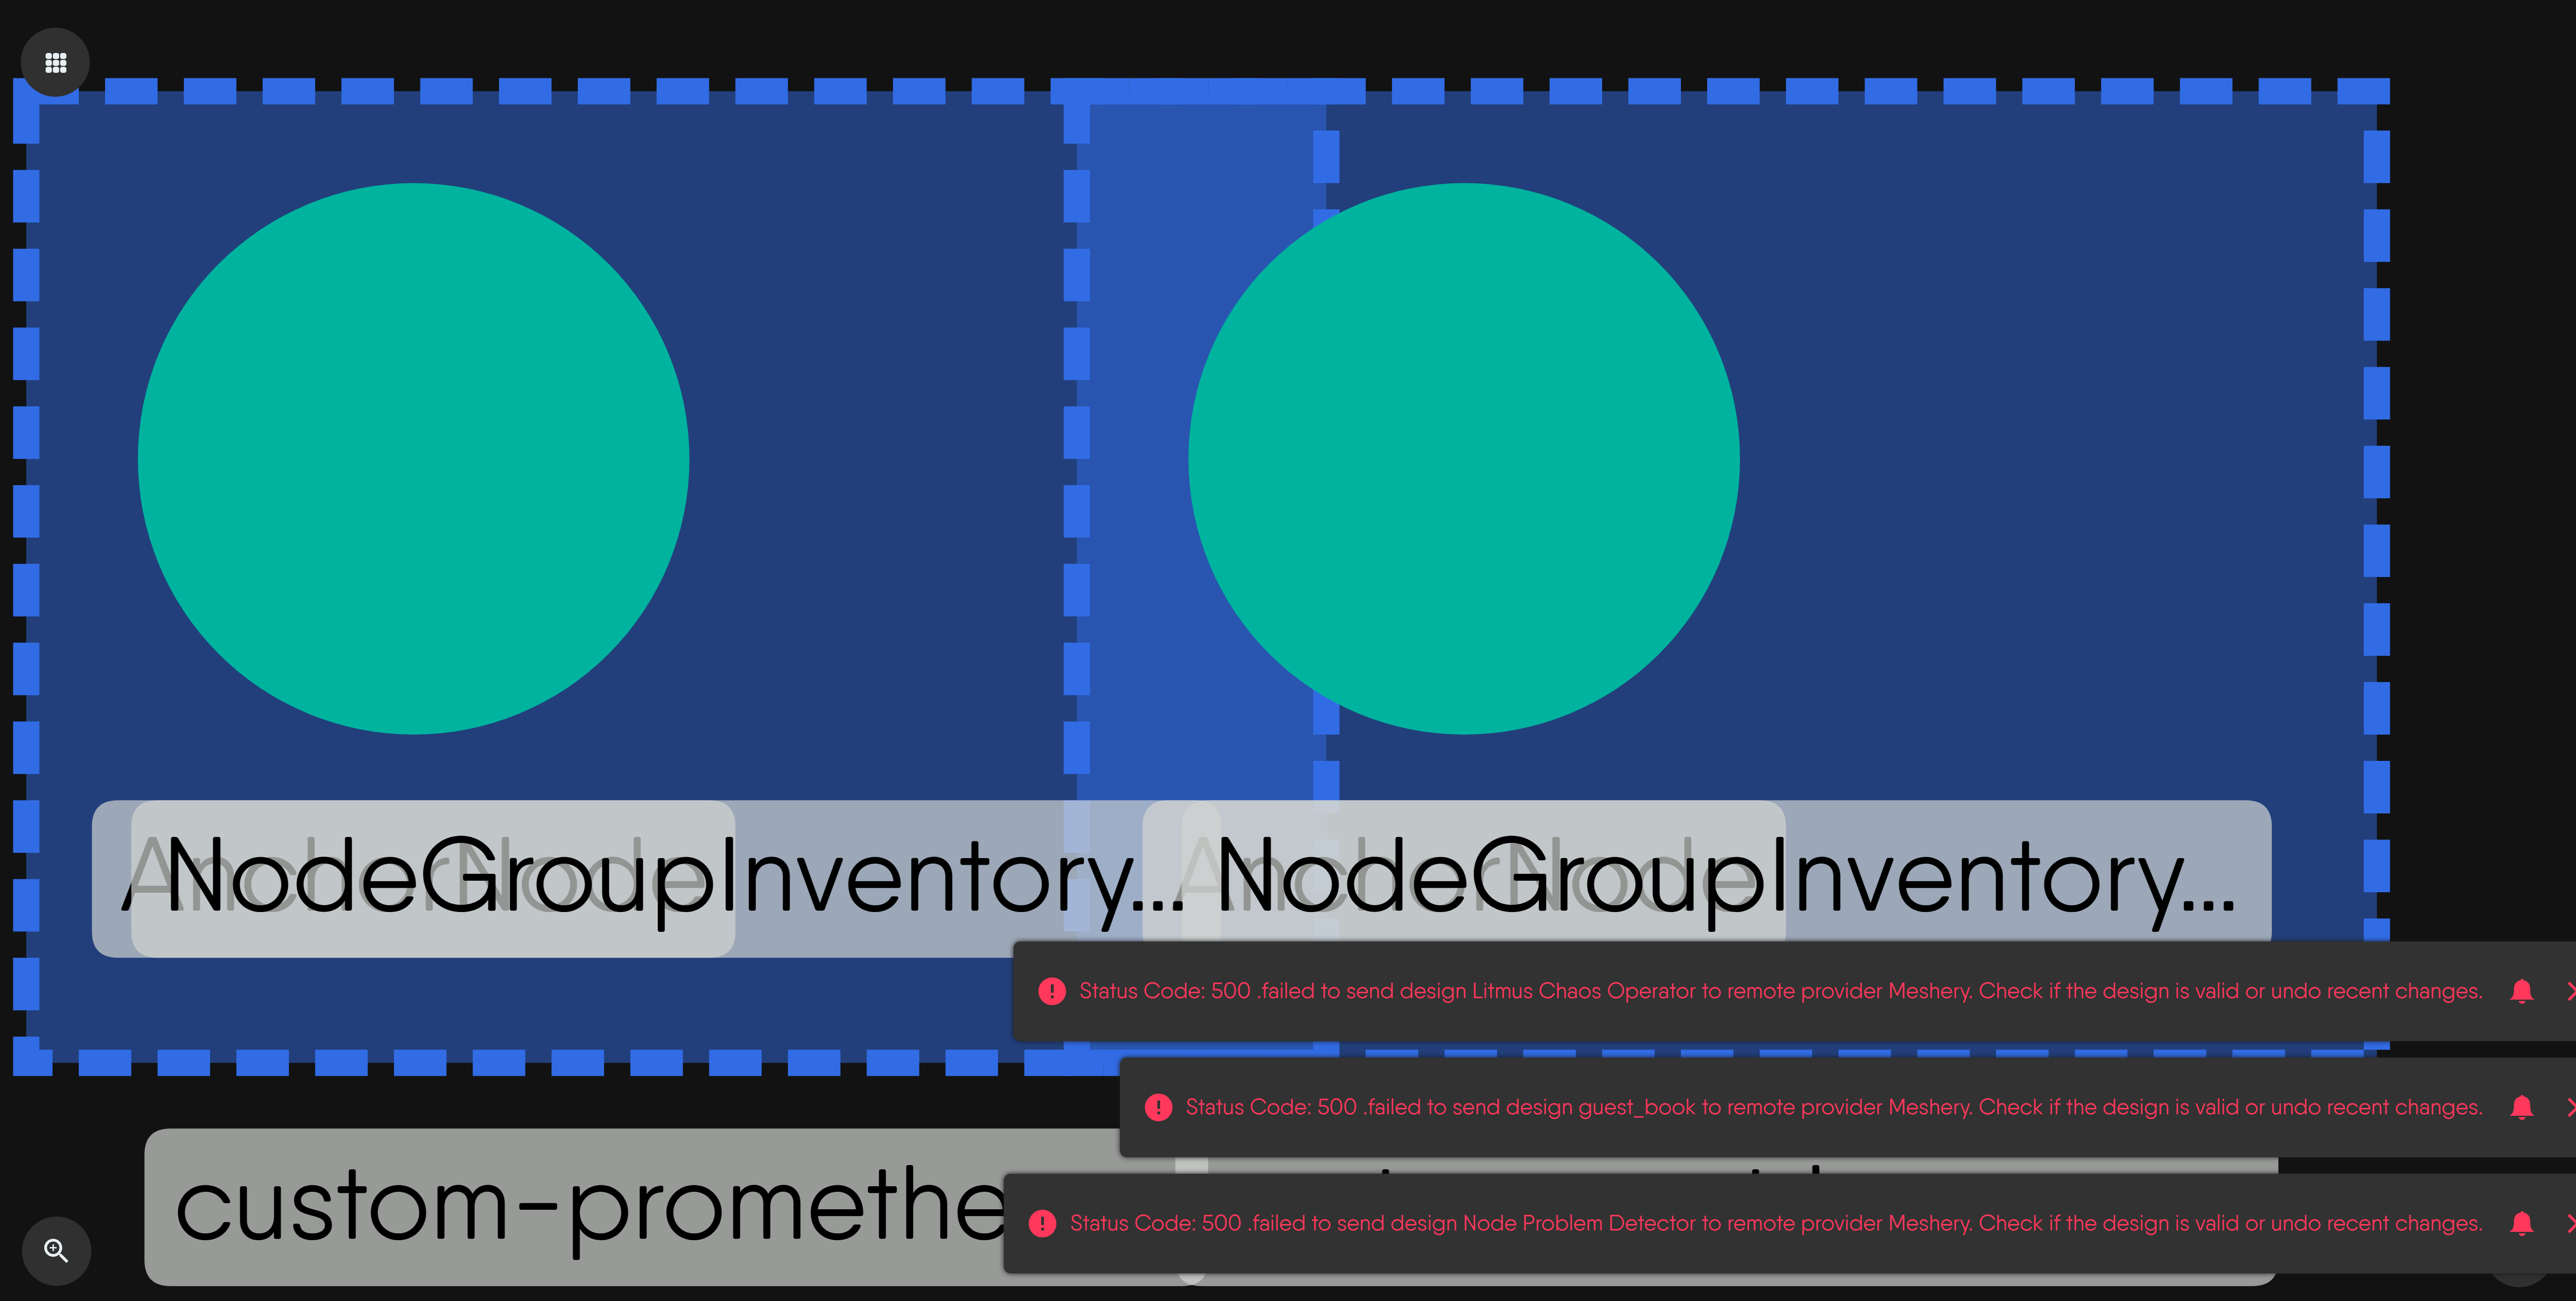 AnchorNode
NodeGroupInventory...
AnchorNode
NodeGroupInventory...
Status Code: 500 .failed to send design Litmus Chaos Operator to remote provider Meshery. Check if the design is valid or undo recent changes.
Status Code: 500 .failed to send design guest_book to remote provider Meshery. Check if the design is valid or undo recent changes.
custom-promethe
Status Code: 500 .failed to send design Node Problem Detector to remote provider Meshery. Check if the design is valid or undo recent changes.